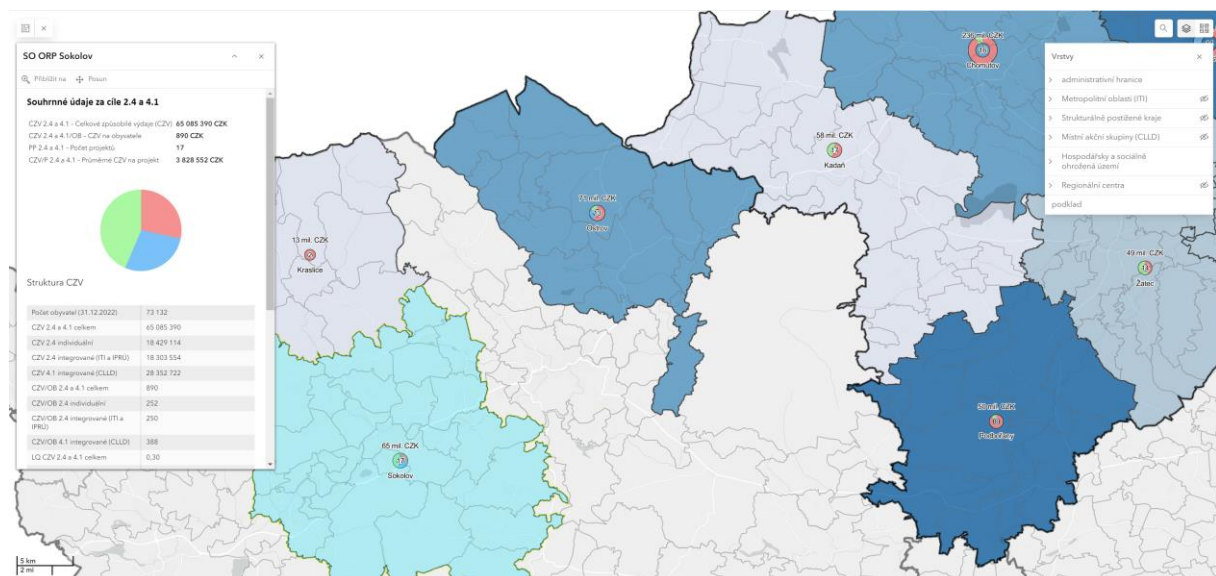 SO ORP Sokolov
Přiblížit na
Posun
Souhrnné údaje za cíle 2.4 a 4.1
CZV 2.4 a 4.1 - Celkové způsobilé výdaje (CZV) 65 085 390 CZK
CZV 2.4 a 4.1/OB - CZV na obyvatele 890 CZK
PP 2.4 a 4.1 - Počet projektů 17
CZV/P 2.4 a 4.1 - Průměrné CZV na projekt 3 828 552 CZK
Struktura CZV
Počet obyvatel (31.12.2022) 73 132
CZV 2.4 a 4.1 celkem 65 085 390
CZV 2.4 individuální 18 429 114
CZV 2.4 integrované (ITI a IPRÚ) 18 303 554
CZV 4.1 integrované (CLLD) 28 352 722
CZV/OB 2.4 a 4.1 celkem 890
CZV/OB 2.4 individuální 252
CZV/OB 2.4 integrované (ITI a
IPRÚ) 250
CZV/OB 4.1 integrované (CLLD) 388
LQ CZV 2.4 a 4.1 celkem 0,30
236 mil. CZK
Chomutov
58 mil. CZK
Kadaň
71 mil. CZK
Ostrov
13 mil. CZK
Kraslice
49 mil. CZK
Žatec
50 mil. CZK
Podbořany
65 mil. CZK
Sokolov
Vrstvy
administrativní hranice
Metropolitní oblasti (ITI)
Strukturálně postižené kraje
Místní akční skupiny (CLLD)
Hospodářsky a sociálně
ohrožená území
Regionální centra
podklad
5 km
2 mi